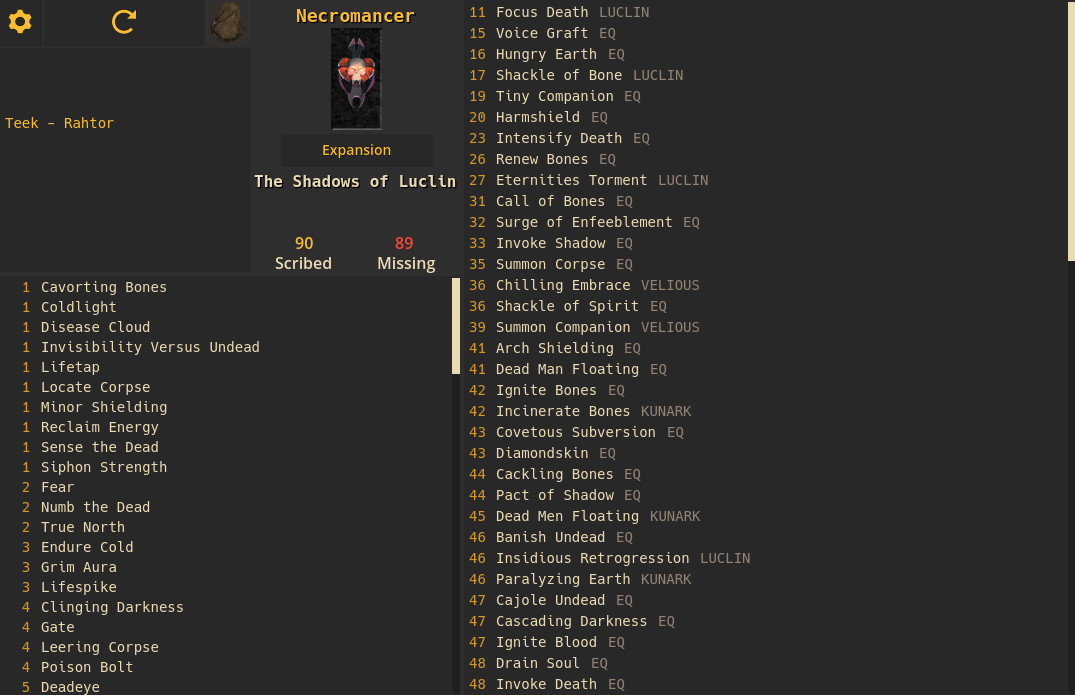 Teek - Rahtor
Necromancer
Expansion
The Shadows of Luclin
90 Scribed
89 Missing
1 Cavorting Bones
1 Coldlight
1 Disease Cloud
1 Invisibility Versus Undead
1 Lifetap
1 Locate Corpse
1 Minor Shielding
1 Reclaim Energy
1 Sense the Dead
1 Siphon Strength
2 Fear
2 Numb the Dead
2 True North
3 Endure Cold
3 Grim Aura
3 Lifespike
4 Clinging Darkness
4 Gate
4 Leering Corpse
4 Poison Bolt
5 Deadeye
11 Focus Death LUCLIN
15 Voice Graft EQ
16 Hungry Earth EQ
17 Shackle of Bone LUCLIN
19 Tiny Companion EQ
20 Harmshield EQ
23 Intensify Death EQ
26 Renew Bones EQ
27 Eternities Torment LUCLIN
31 Call of Bones EQ
32 Surge of Enfeeblement EQ
33 Invoke Shadow EQ
35 Summon Corpse EQ
36 Chilling Embrace VELIOUS
36 Shackle of Spirit EQ
39 Summon Companion VELIOUS
41 Arch Shielding EQ
41 Dead Man Floating EQ
42 Ignite Bones EQ
42 Incinerate Bones KUNARK
43 Covetous Subversion EQ
43 Diamondskin EQ
44 Cackling Bones EQ
44 Pact of Shadow EQ
45 Dead Men Floating KUNARK
46 Banish Undead EQ
46 Insidious Retrogression LUCLIN
46 Paralyzing Earth KUNARK
47 Cajole Undead EQ
47 Cascading Darkness EQ
47 Ignite Blood EQ
48 Drain Soul EQ
48 Invoke Death EQ